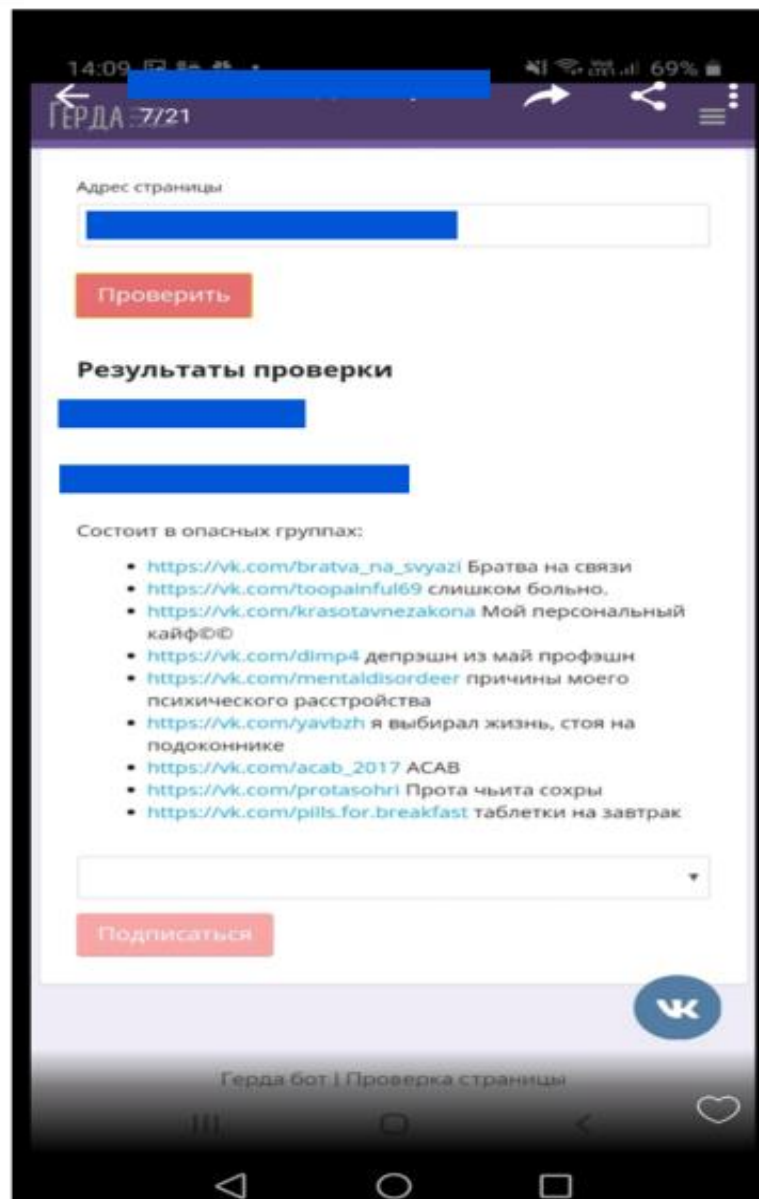 14:09 69%
ГЕРДА 7/21
Адрес страницы
Проверить
Результаты проверки
Состоит в опасных группах:
• https://vk.com/bratva_na_svyazi Братва на связи
• https://vk.com/toopainful69 слишком больно.
• https://vk.com/krasotavnezakona Мой персональный
кайф©©
• https://vk.com/dimp4 депрэшн из май профэшн
• https://vk.com/mentaldisordeer причины моего
психического расстройства
• https://vk.com/yavbzh я выбирал жизнь, стоя на
подоконнике
• https://vk.com/acab_2017 ACAB
• https://vk.com/protasohri Прота чьита сохры
• https://vk.com/pills.for.breakfast таблетки на завтрак
Подписаться
Герда бот | Проверка страницы